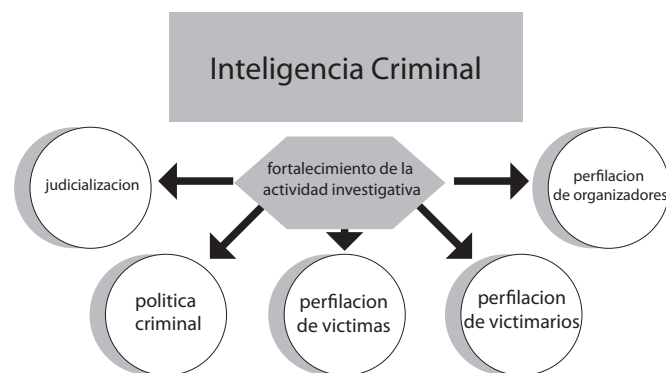 Inteligencia Criminal
fortalecimiento de la
actividad investigativa
judicializacion
perfilacion
de organizadores
politica
criminal
perfilacion
de victimas
perfilacion
de victimarios